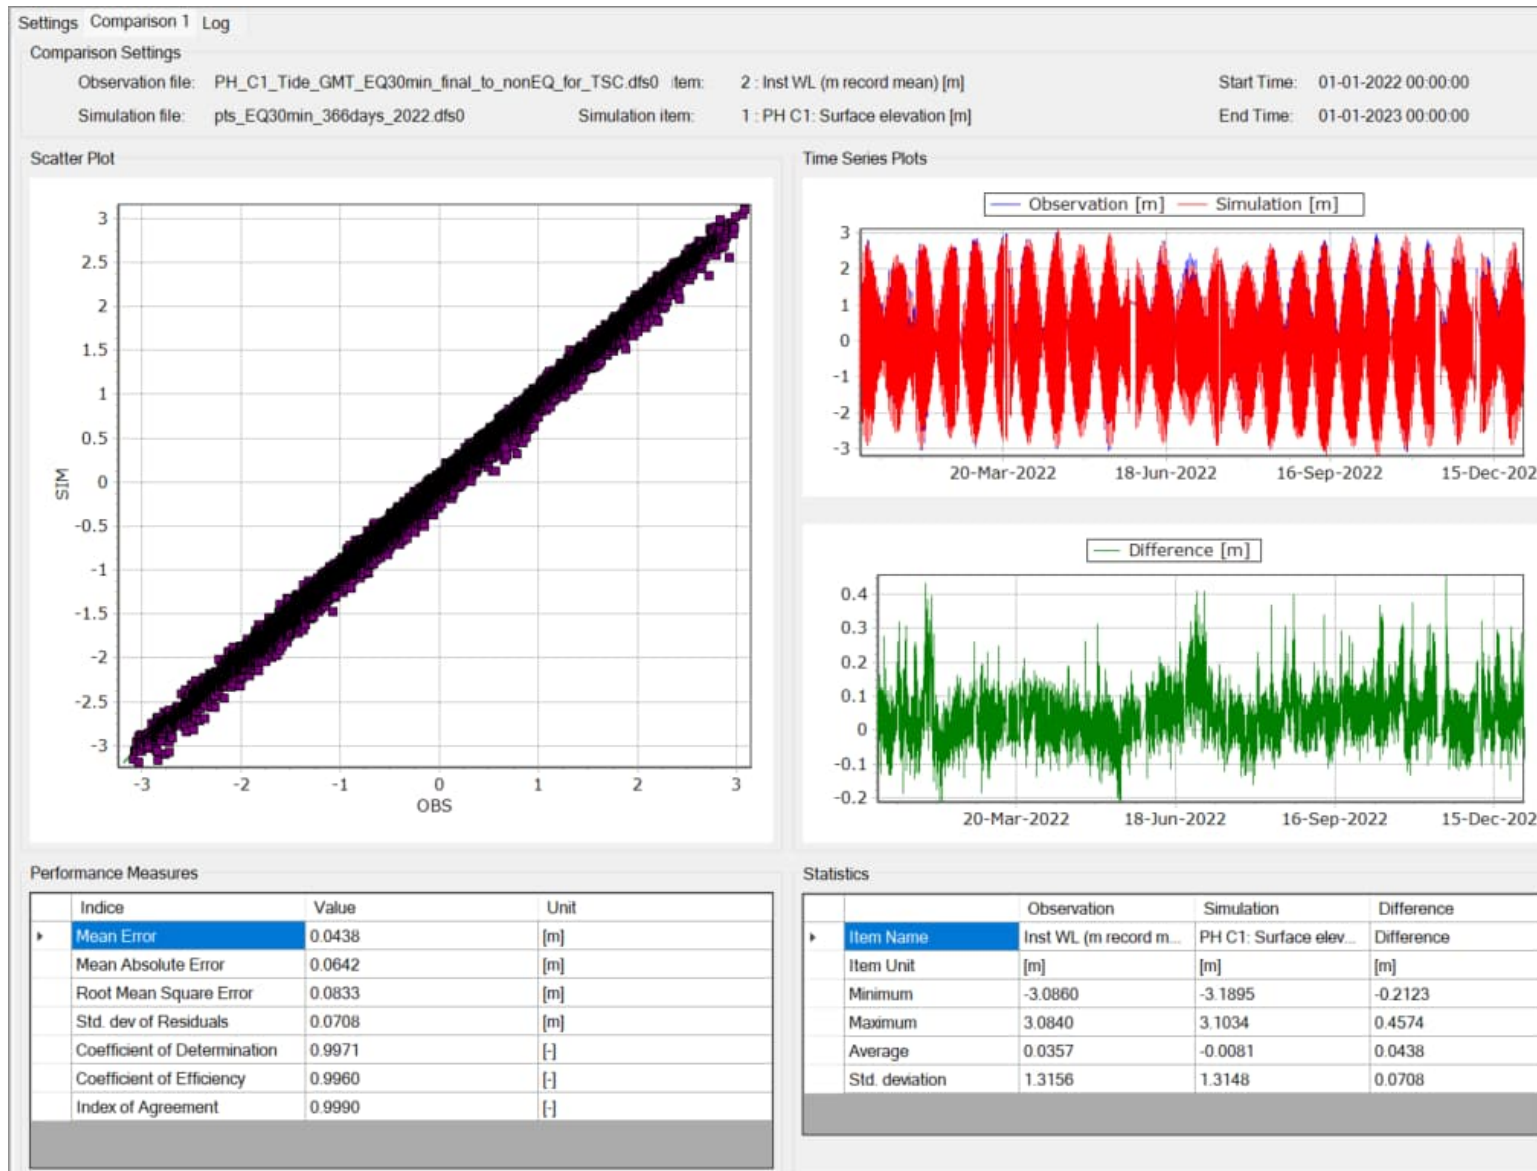 Settings Comparison 1 Log
Comparison Settings
Observation file: PH_C1_Tide_GMT_EQ30min_final_to_nonEQ_for_TSC.dfs0 item: 2 : Inst WL (m record mean) [m] Start Time: 01-01-2022 00:00:00
Simulation file: pts_EQ30min_366days_2022.dfs0 Simulation item: 1 : PH C1: Surface elevation [m] End Time: 01-01-2023 00:00:00
Scatter Plot
3
2.5
2
1.5
1
0.5
0
-0.5
-1
-1.5
-2
-2.5
-3
SIM
-3 -2 -1 0 1 2 3
OBS
Time Series Plots
Observation [m] Simulation [m]
3
2
1
0
-1
-2
-3
20-Mar-2022 18-Jun-2022 16-Sep-2022 15-Dec-202
Difference [m]
0.4
0.3
0.2
0.1
0
-0.1
-0.2
20-Mar-2022 18-Jun-2022 16-Sep-2022 15-Dec-202
Performance Measures
Indice Value Unit
Mean Error 0.0438 [m]
Mean Absolute Error 0.0642 [m]
Root Mean Square Error 0.0833 [m]
Std. dev of Residuals 0.0708 [m]
Coefficient of Determination 0.9971 [-]
Coefficient of Efficiency 0.9960 [-]
Index of Agreement 0.9990 [-]
Statistics
Observation Simulation Difference
Item Name Inst WL (m record m... PH C1: Surface elev... Difference
Item Unit [m] [m] [m]
Minimum -3.0860 -3.1895 -0.2123
Maximum 3.0840 3.1034 0.4574
Average 0.0357 -0.0081 0.0438
Std. deviation 1.3156 1.3148 0.0708